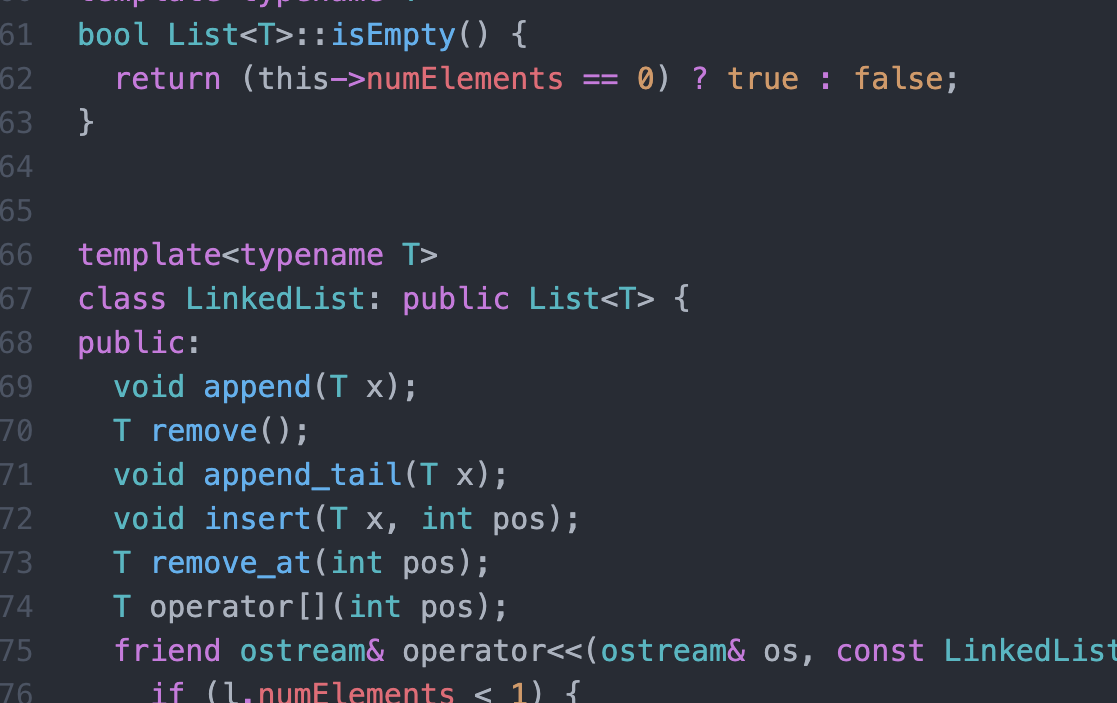 template<typename T>
61 bool List<T>::isEmpty() {
62   return (this->numElements == 0) ? true : false;
63 }
64
65
66 template<typename T>
67 class LinkedList: public List<T> {
68 public:
69   void append(T x);
70   T remove();
71   void append_tail(T x);
72   void insert(T x, int pos);
73   T remove_at(int pos);
74   T operator[](int pos);
75   friend ostream& operator<<(ostream& os, const LinkedList
76     if (l.numElements < 1) {